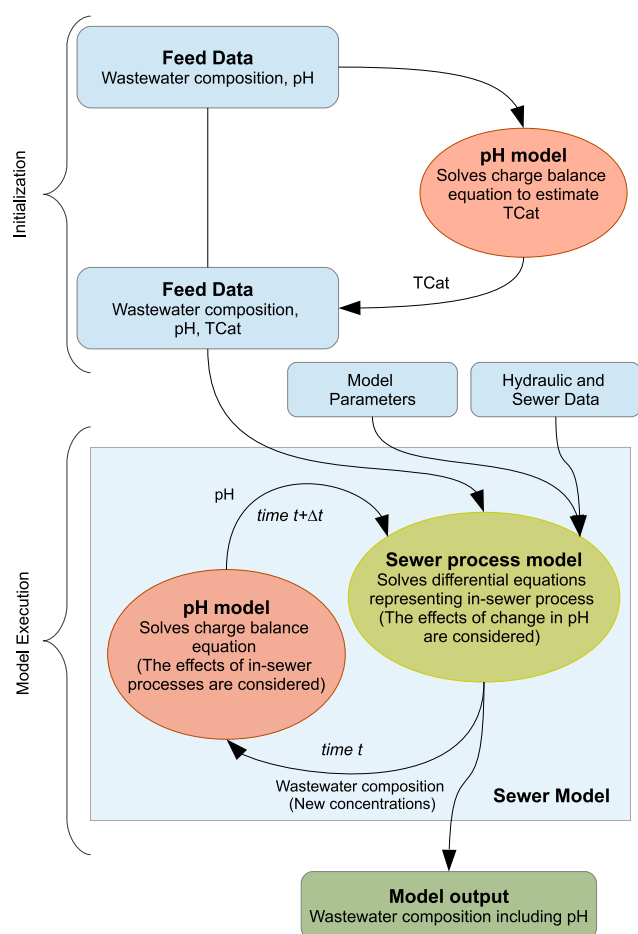 Feed Data
Wastewater composition, pH
pH model
Solves charge balance
equation to estimate
TCat
Initialization
TCat
Feed Data
Wastewater composition,
pH, TCat
Model
Parameters
Hydraulic and
Sewer Data
pH
time t+Δt
Sewer process model
Solves differential equations
representing in-sewer process
(The effects of change in pH
are considered)
pH model
Solves charge balance
equation
(The effects of in-sewer
processes are considered)
Model Execution
time t
Wastewater composition
(New concentrations)
Sewer Model
Model output
Wastewater composition including pH